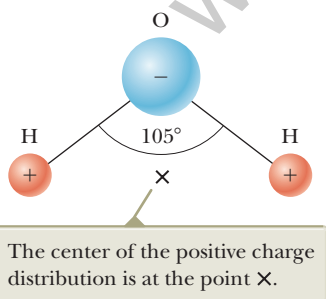 O
−
H 105° H
+ × +
The center of the positive charge
distribution is at the point ×.